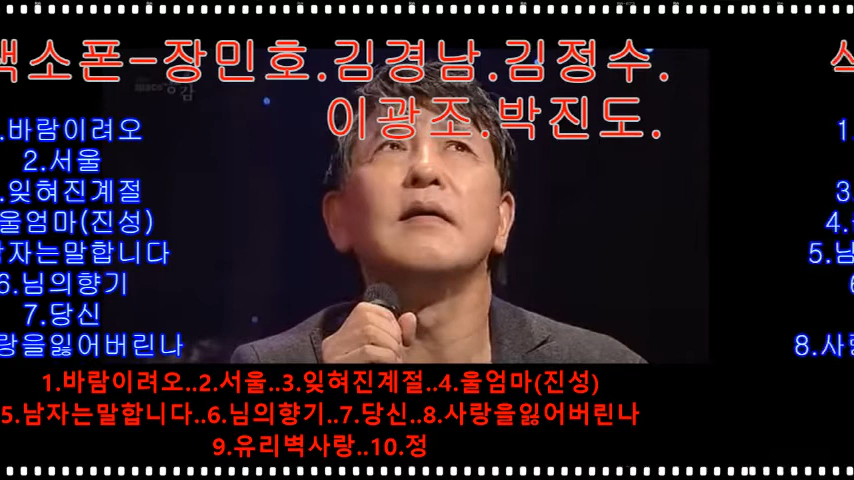 색소폰-장민호.김경남.김정수.
이광조.박진도.
.바람이려오
2.서울
.잊혀진계절
울엄마(진성)
남자는말합니다
6.님의향기
7.당신
랑을잃어버린나
1.
3.
4.
5.남
6
8.사랑
1.바람이려오..2.서울..3.잊혀진계절..4.울엄마(진성)
5.남자는말합니다..6.님의향기..7.당신..8.사랑을잃어버린나
9.유리벽사랑..10.정